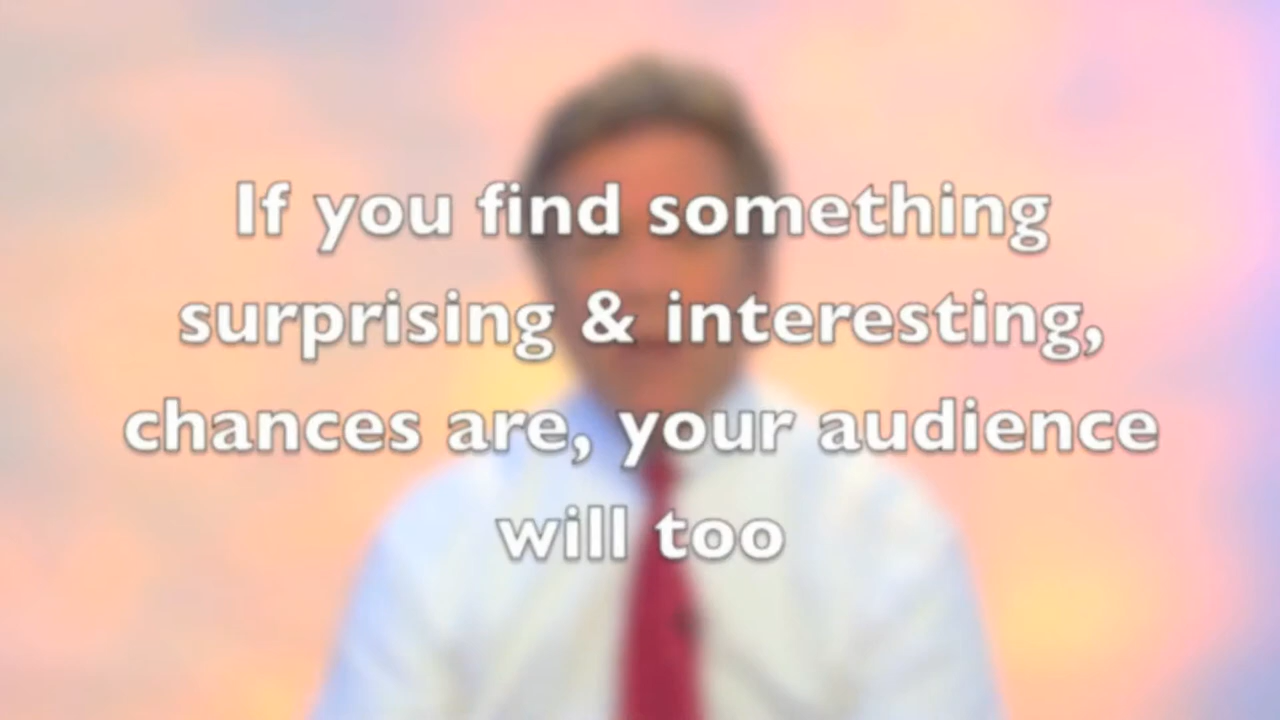 If you find something
surprising & interesting,
chances are, your audience
will too